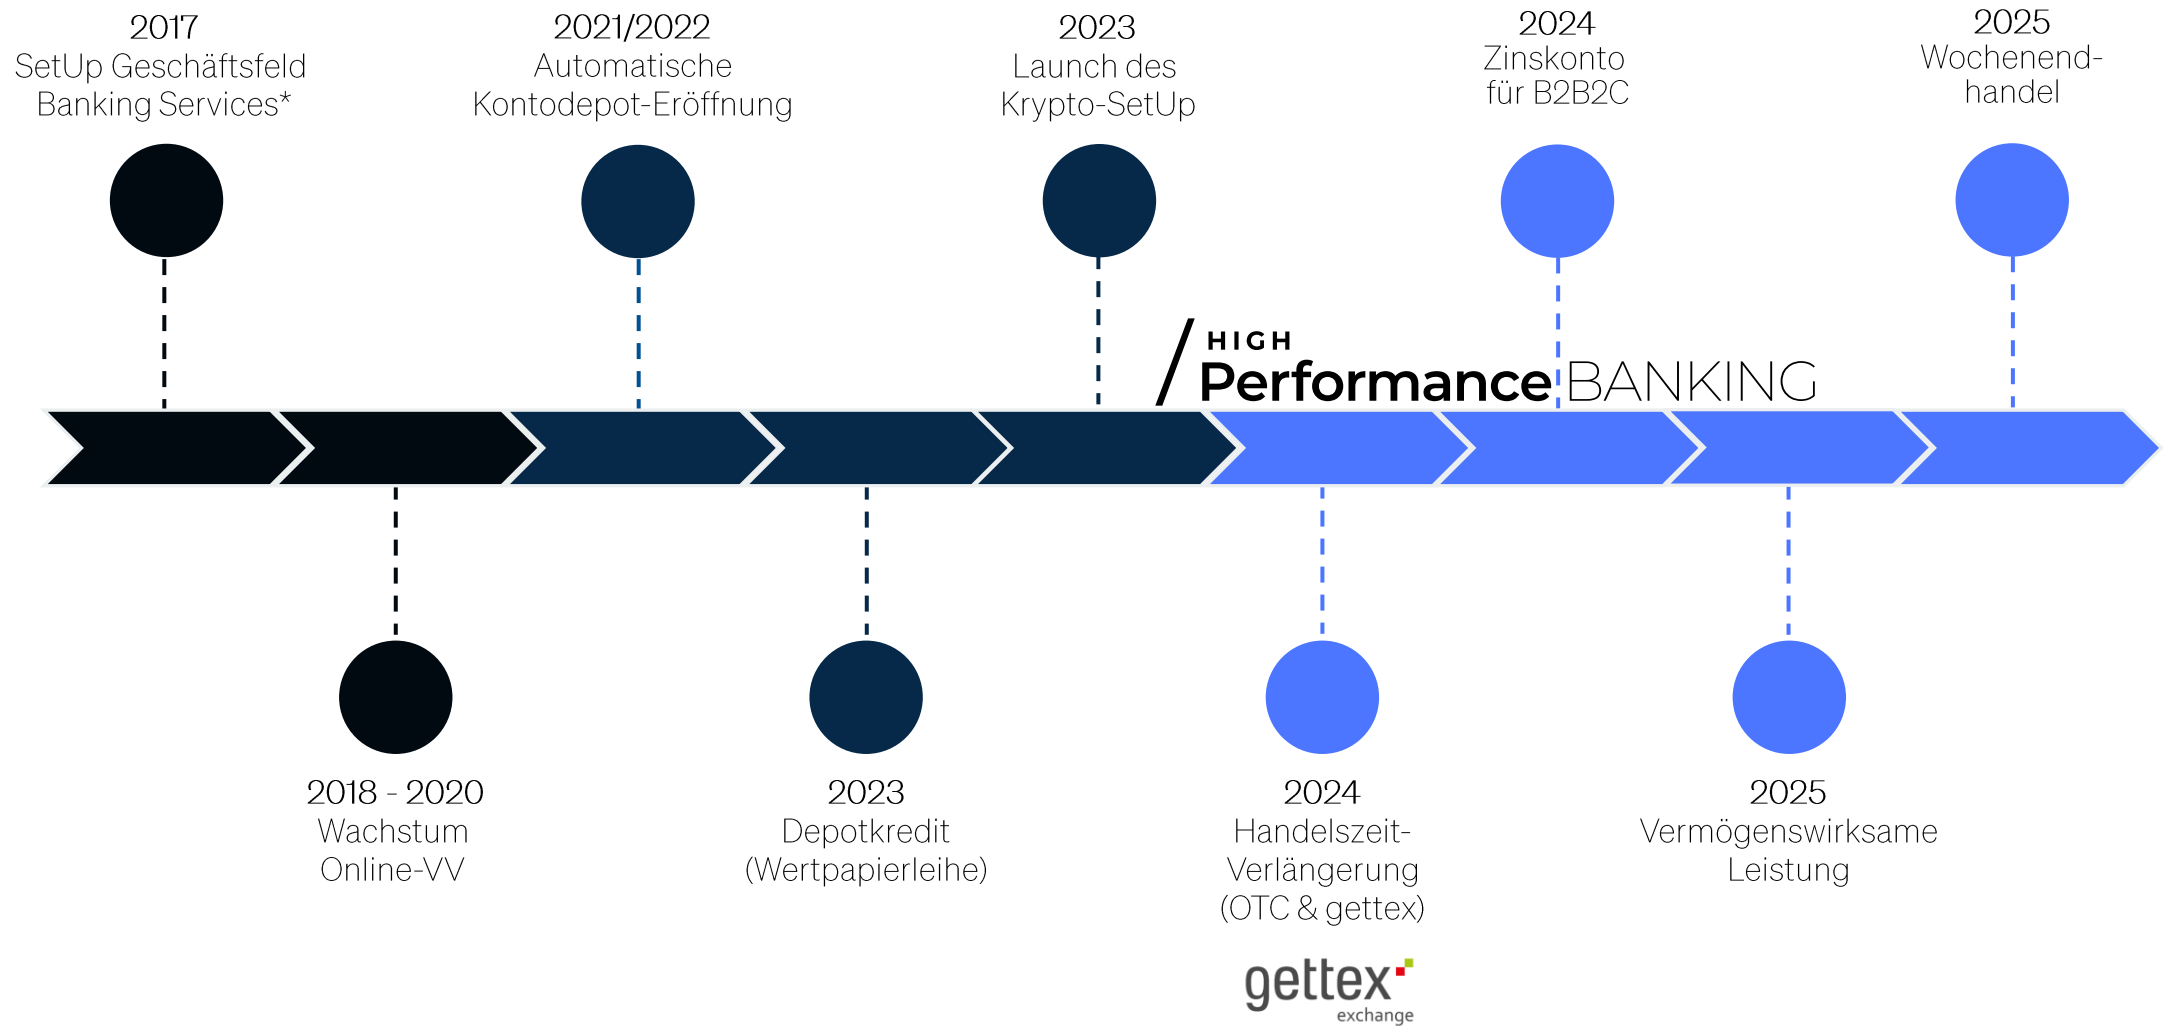 2017
SetUp Geschäftsfeld
Banking Services*
2021/2022
Automatische
Kontodepot-Eröffnung
2023
Launch des
Krypto-SetUp
2024
Zinskonto
für B2B2C
2025
Wochenend-
handel
HIGH
Performance BANKING
2018 - 2020
Wachstum
Online-VV
2023
Depotkredit
(Wertpapierleihe)
2024
Handelszeit-
Verlängerung
(OTC & gettex)
gettex
exchange
2025
Vermögenswirksame
Leistung